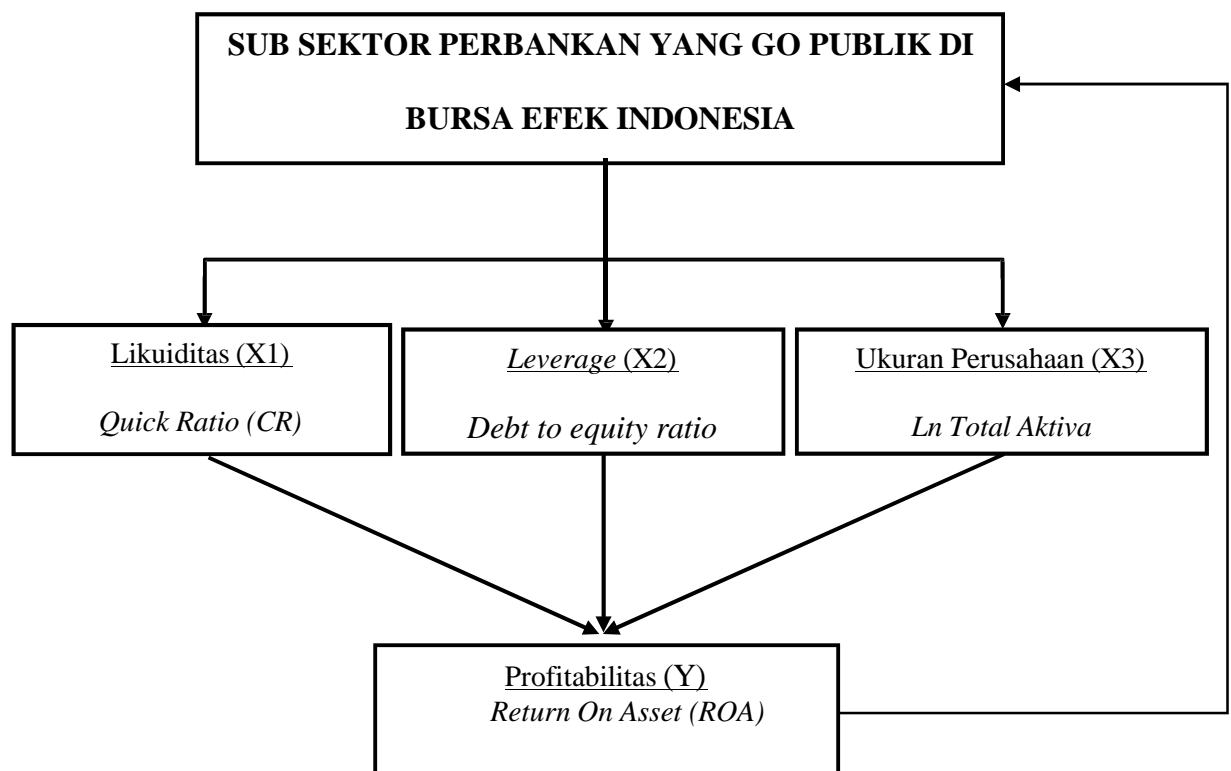 SUB SEKTOR PERBANKAN YANG GO PUBLIK DI
BURSA EFEK INDONESIA
Likuiditas (X1)
Quick Ratio (CR)
Leverage (X2)
Debt to equity ratio
Ukuran Perusahaan (X3)
Ln Total Aktiva
Profitabilitas (Y)
Return On Asset (ROA)